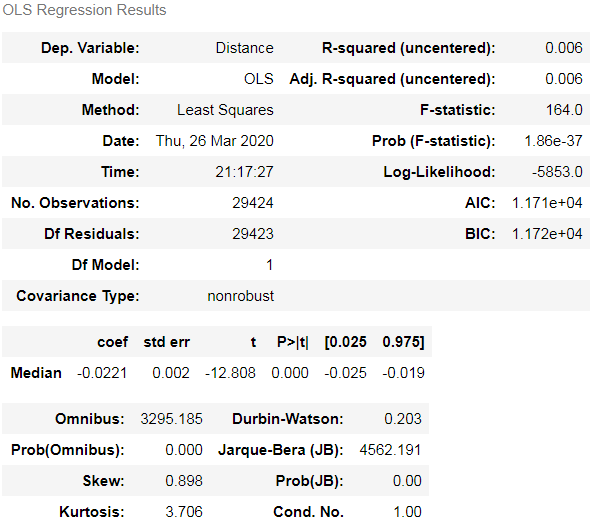 OLS Regression Results
Dep. Variable: Distance R-squared (uncentered): 0.006
Model: OLS Adj. R-squared (uncentered): 0.006
Method: Least Squares F-statistic: 164.0
Date: Thu, 26 Mar 2020 Prob (F-statistic): 1.86e-37
Time: 21:17:27 Log-Likelihood: -5853.0
No. Observations: 29424 AIC: 1.171e+04
Df Residuals: 29423 BIC: 1.172e+04
Df Model: 1
Covariance Type: nonrobust
coef std err t P>|t| [0.025 0.975]
Median -0.0221 0.002 -12.808 0.000 -0.025 -0.019
Omnibus: 3295.185 Durbin-Watson: 0.203
Prob(Omnibus): 0.000 Jarque-Bera (JB): 4562.191
Skew: 0.898 Prob(JB): 0.00
Kurtosis: 3.706 Cond. No. 1.00